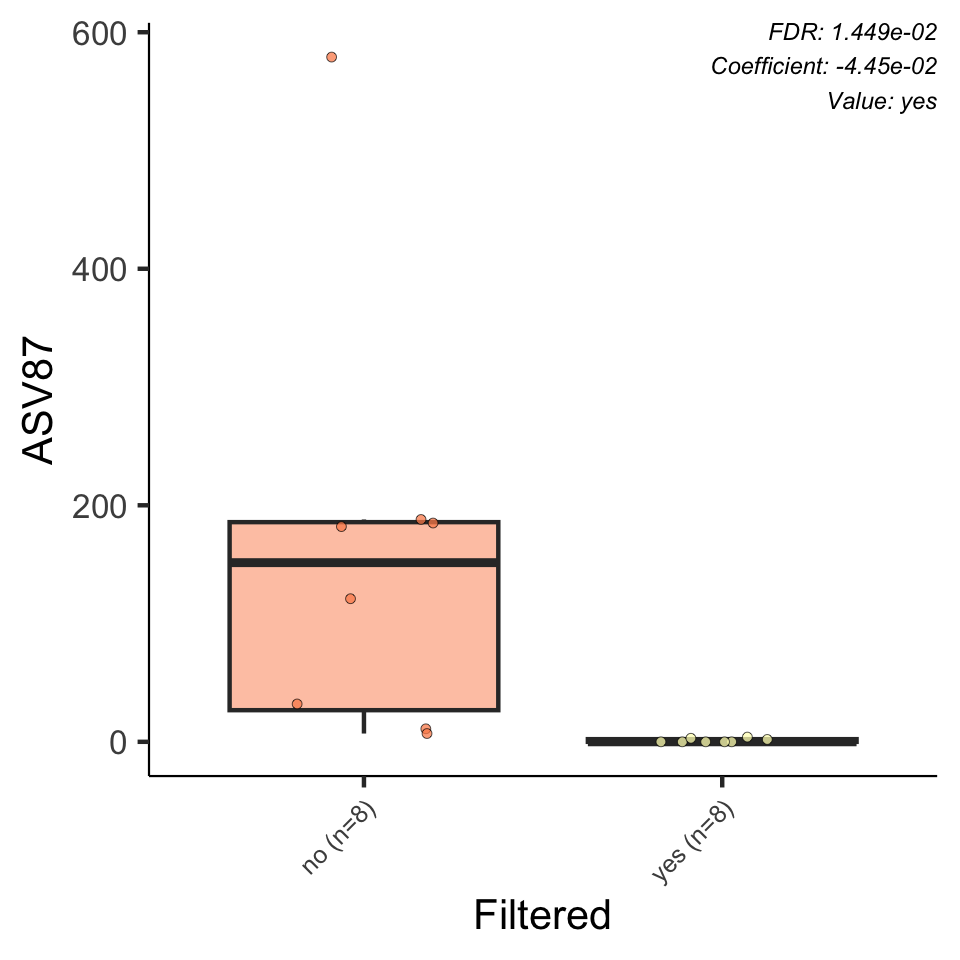 FDR: 1.449e-02
Coefficient: -4.45e-02
Value: yes
600
400
200
0
ASV87
no (n=8)
yes (n=8)
Filtered